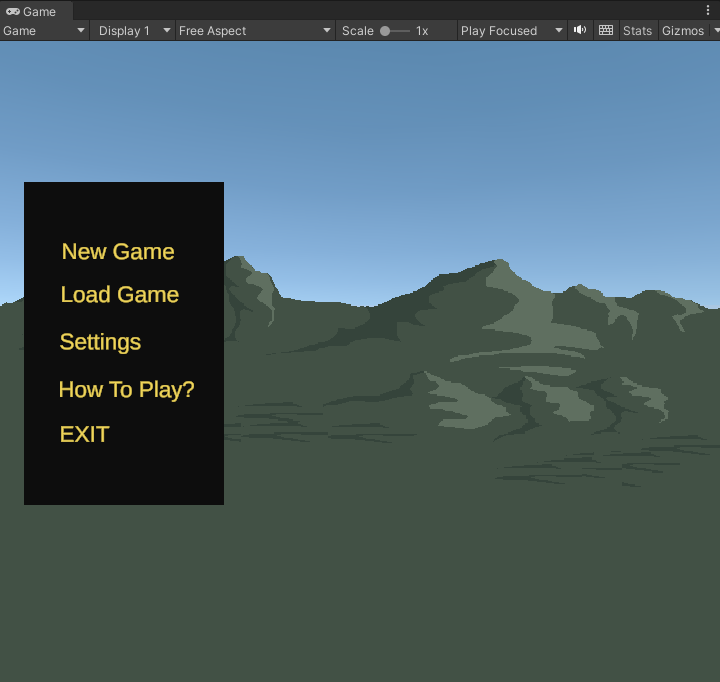 Game
Game Display 1 Free Aspect Scale 1x Play Focused Stats Gizmos
New Game
Load Game
Settings
How To Play?
EXIT